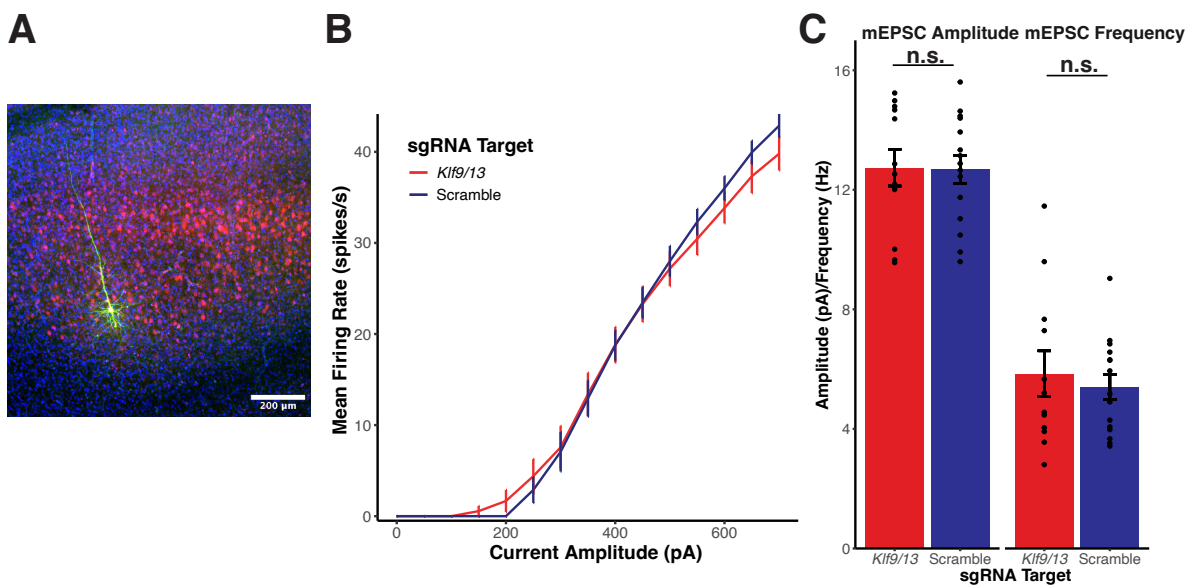 A
B
C
200 µm
sgRNA Target
Klf9/13
Scramble
Mean Firing Rate (spikes/s)
40
30
20
10
0
0
200
400
600
Current Amplitude (pA)
mEPSC Amplitude
mEPSC Frequency
n.s.
n.s.
Amplitude (pA)/Frequency (Hz)
16
12
8
4
0
Klf9/13
Scramble
Klf9/13
Scramble
sgRNA Target